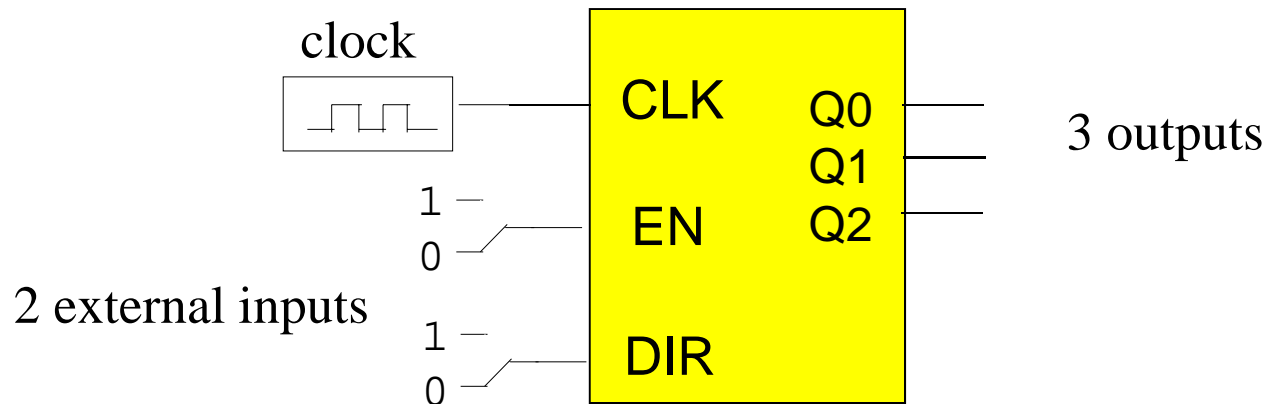 clock
CLK
Q0
3 outputs
Q1
1
EN
Q2
0
2 external inputs
1
DIR
0